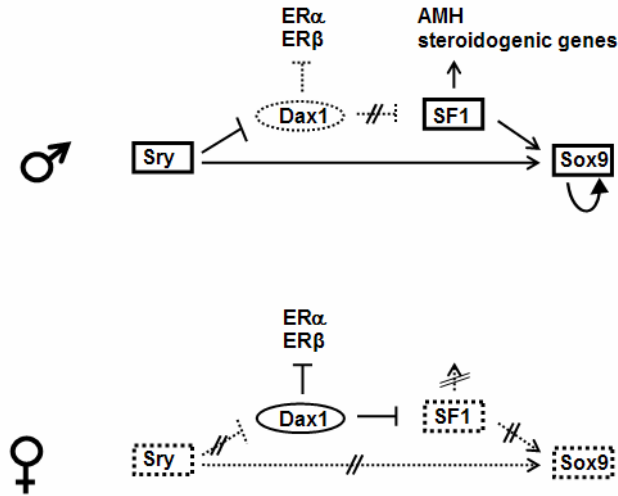 ERα
ERβ
AMH
steroidogenic genes
Dax1
SF1
Sry
Sox9
ERα
ERβ
Dax1
SF1
Sry
Sox9